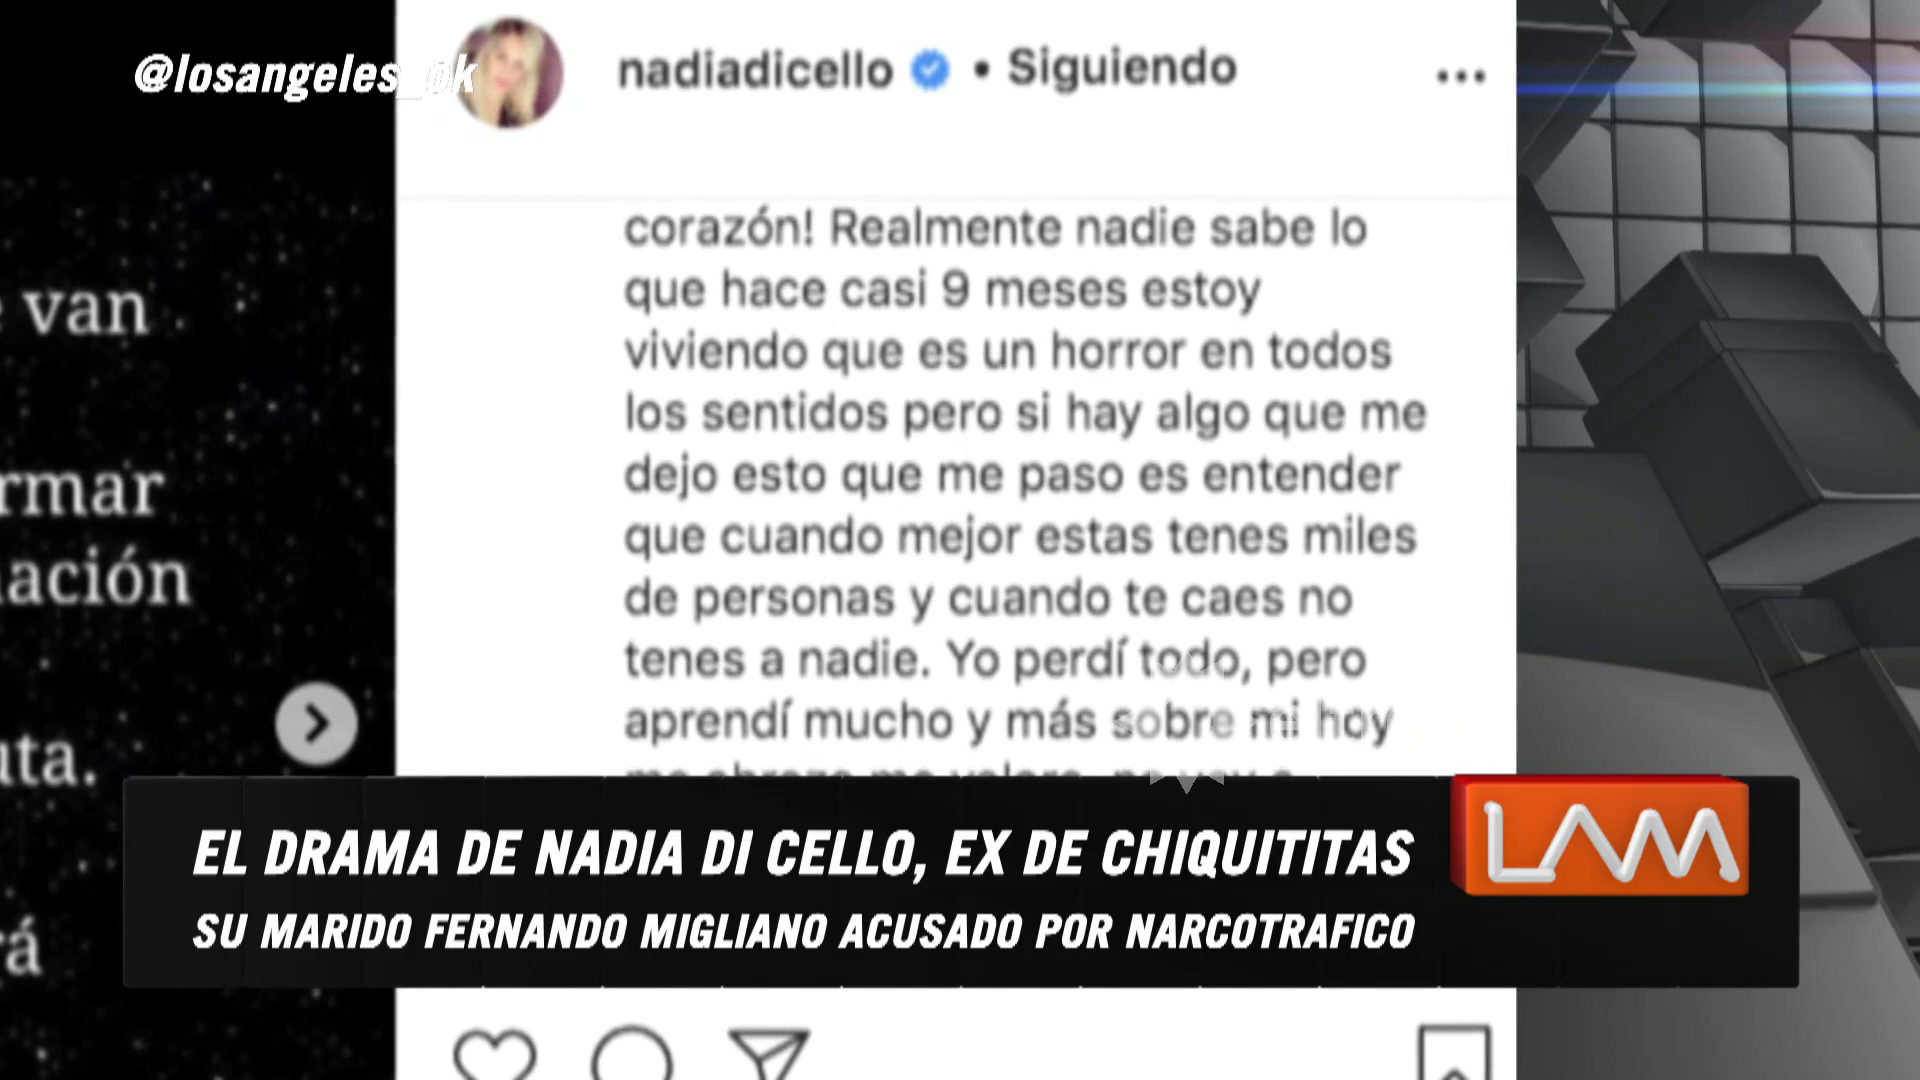 @losangeles_ok
nadiadicello • Siguiendo
corazón! Realmente nadie sabe lo
que hace casi 9 meses estoy
viviendo que es un horror en todos
los sentidos pero si hay algo que me
dejo esto que me paso es entender
que cuando mejor estas tenes miles
de personas y cuando te caes no
tenes a nadie. Yo perdí todo, pero
aprendí mucho y más sobre mi hoy
van
EL DRAMA DE NADIA DI CELLO, EX DE CHIQUITITAS
SU MARIDO FERNANDO MIGLIANO ACUSADO POR NARCOTRAFICO
LAM